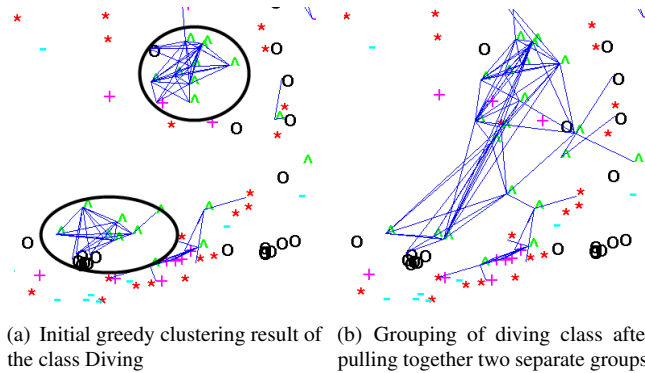 (a) Initial greedy clustering result of
the class Diving
(b) Grouping of diving class afte
pulling together two separate groups